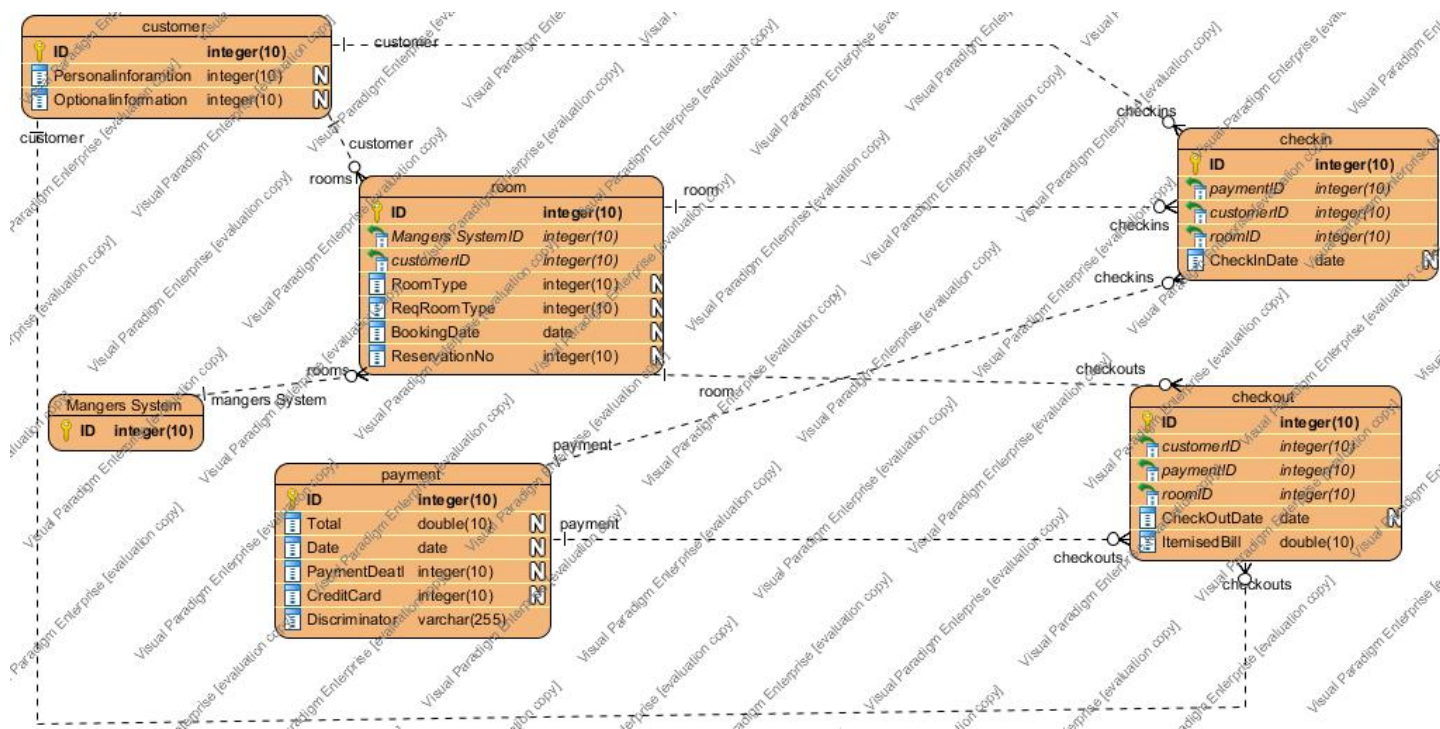 customer
ID integer(10)
Personalinforamtion integer(10) N
Optionalinformation integer(10) N
customer
customer
customer
rooms
room
ID integer(10)
Mangers SystemID integer(10)
customerID integer(10)
RoomType integer(10) N
ReqRoomType integer(10) N
BookingDate date N
ReservationNo integer(10) N
room
checkins
checkins
checkin
ID integer(10)
paymentID integer(10)
customerID integer(10)
roomID integer(10)
CheckInDate date N
checkins
rooms
mangers System
Mangers System
ID integer(10)
room
checkouts
checkout
ID integer(10)
customerID integer(10)
paymentID integer(10)
roomID integer(10)
CheckOutDate date N
ItemisedBill double(10)
payment
payment
ID integer(10)
Total double(10) N
Date date N
PaymentDeatl integer(10) N
CreditCard integer(10) N
Discriminator varchar(255)
payment
checkouts
checkouts
Visual Paradigm Enterprise [evaluation copy]